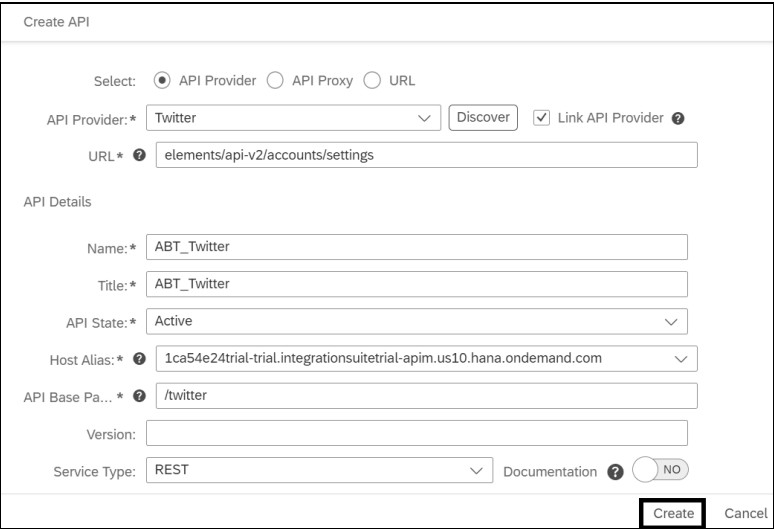 Create API
Select: API Provider API Proxy URL
API Provider:* Twitter Discover Link API Provider ?
URL* ? elements/api-v2/accounts/settings
API Details
Name:* ABT_Twitter
Title:* ABT_Twitter
API State:* Active
Host Alias:* ? 1ca54e24trial-trial.integrationsuitetrial-apim.us10.hana.ondemand.com
API Base Pa... * ? /twitter
Version:
Service Type: REST Documentation ? NO
Create Cancel